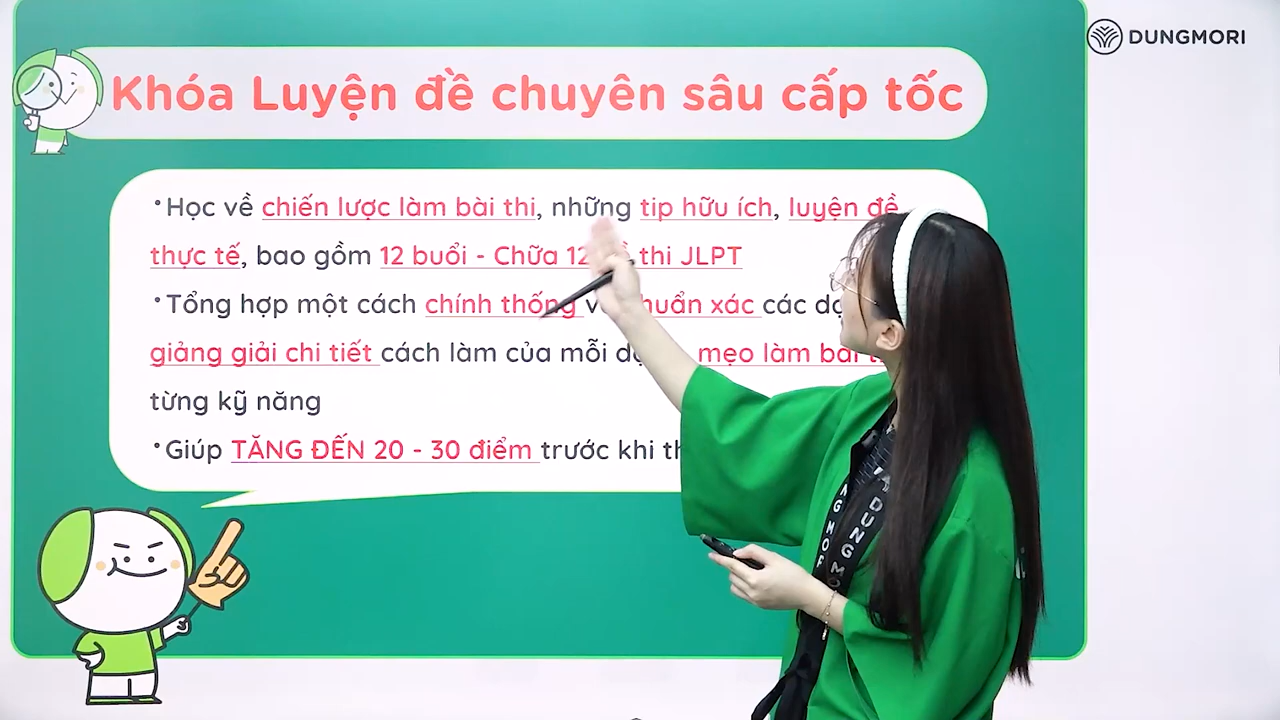 DUNGMORI
Khóa Luyện đề chuyên sâu cấp tốc
•Học về chiến lược làm bài thi, những tip hữu ích, luyện đề
thực tế, bao gồm 12 buổi - Chữa 12 thi JLPT
•Tổng hợp một cách chính thống chuẩn xác các
giảng giải chi tiết cách làm của mỗi mẹo làm bài
từng kỹ năng
•Giúp TĂNG ĐẾN 20 - 30 điểm trước khi
DUNG